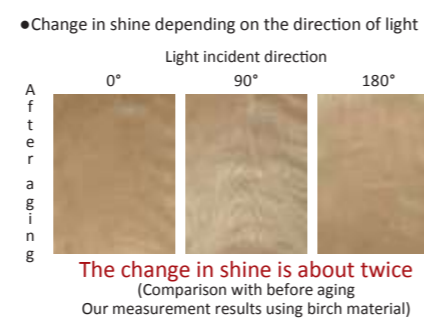 ●Change in shine depending on the direction of light
Light incident direction
0° 90° 180°
After aging
The change in shine is about twice
(Comparison with before aging
Our measurement results using birch material)